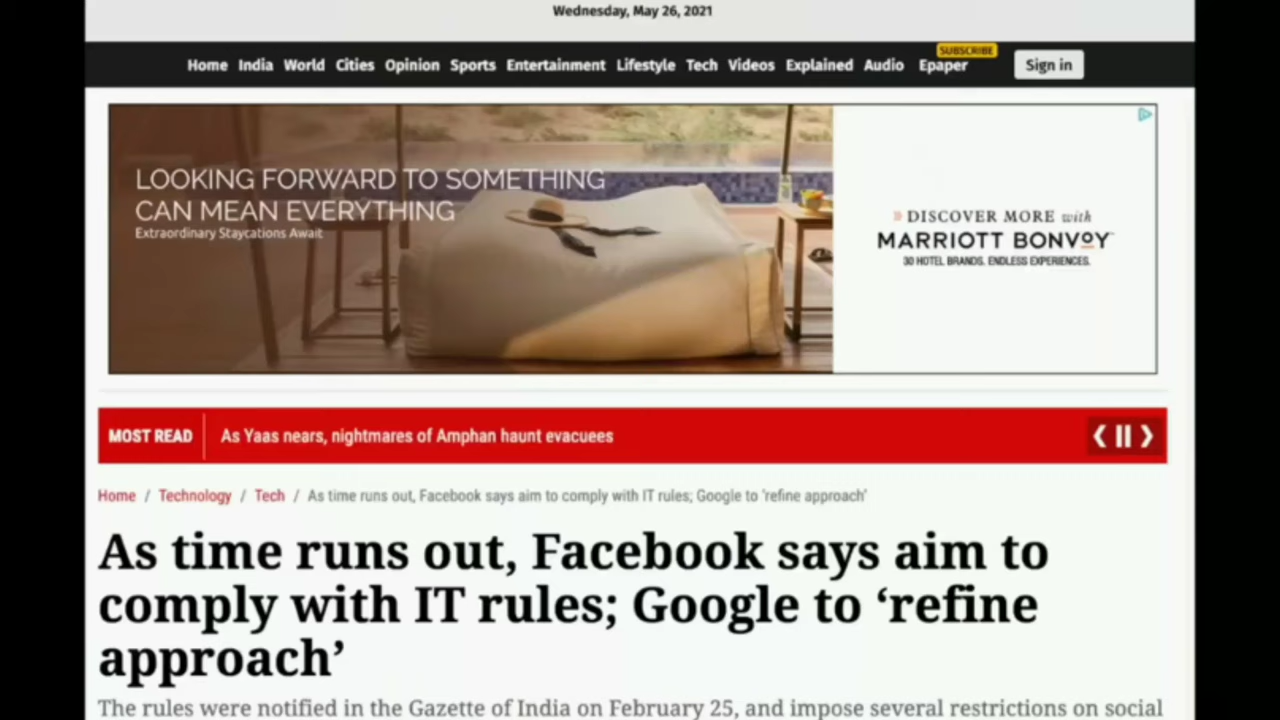 Wednesday, May 26, 2021
SUBSCRIBE
Home India World Cities Opinion Sports Entertainment Lifestyle Tech Videos Explained Audio Epaper Sign in
LOOKING FORWARD TO SOMETHING
CAN MEAN EVERYTHING
Extraordinary Staycations Await
DISCOVER MORE with
MARRIOTT BONVOY
30 HOTEL BRANDS. ENDLESS EXPERIENCES.
MOST READ As Yaas nears, nightmares of Amphan haunt evacuees
Home / Technology / Tech / As time runs out, Facebook says aim to comply with IT rules; Google to 'refine approach'
As time runs out, Facebook says aim to
comply with IT rules; Google to ‘refine
approach’
The rules were notified in the Gazette of India on February 25, and impose several restrictions on social